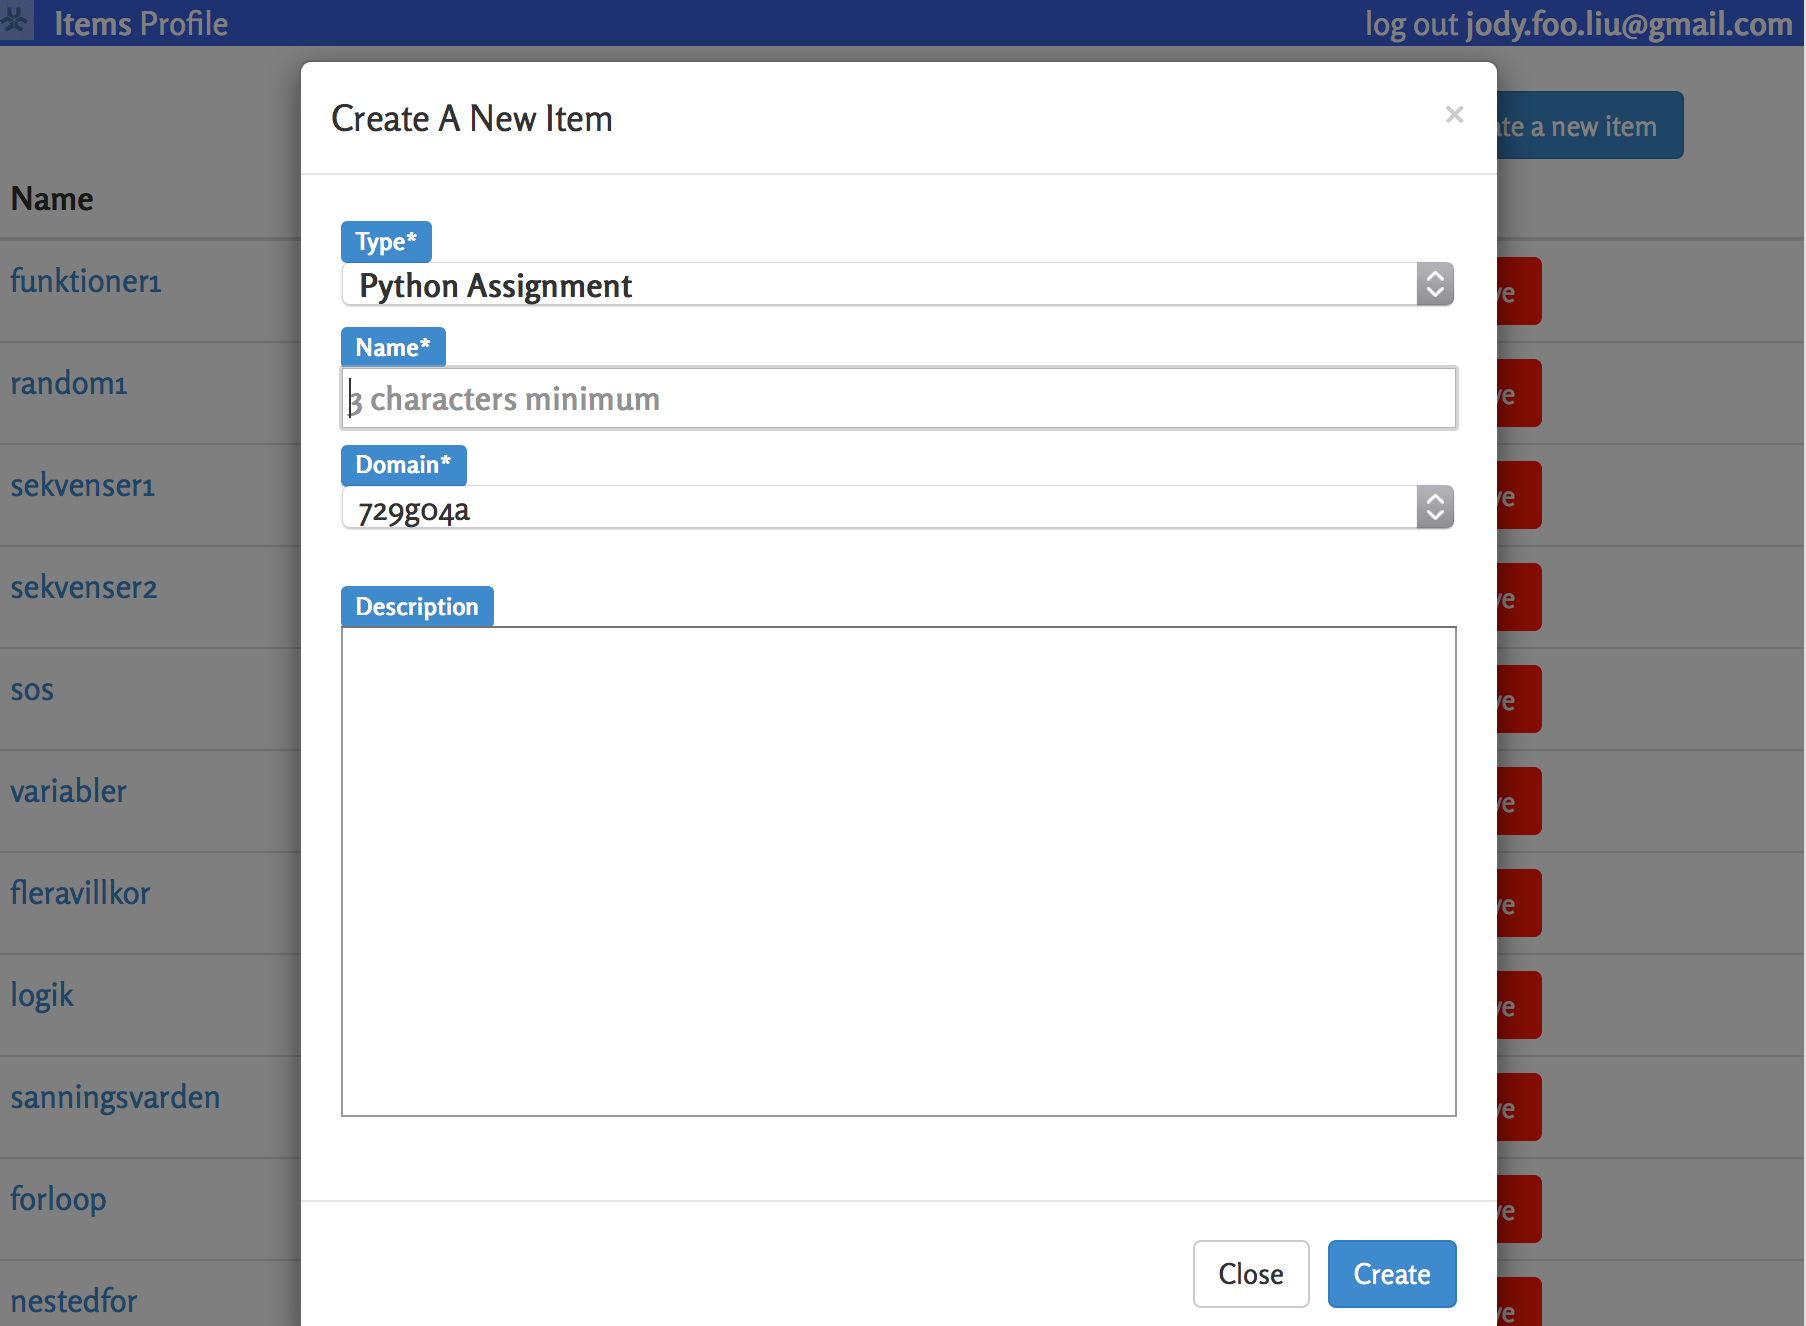 Items Profile
log out jody.foo.liu@gmail.com
Create A New Item
×
te a new item
Name
Type*
Python Assignment
Name*
3 characters minimum
Domain*
729g04a
Description
funktioner1
ve
random1
ve
sekvenser1
ve
sekvenser2
ve
sos
ve
variabler
ve
fleravillkor
ve
logik
ve
sanningsvarden
ve
forloop
ve
nestedfor
ve
Close
Create